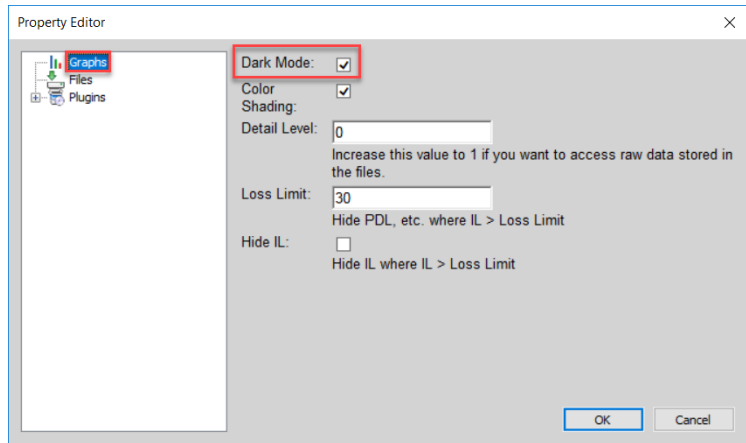 Property Editor
Graphs
Files
Plugins
Dark Mode:
Color
Shading:
Detail Level:
0
Increase this value to 1 if you want to access raw data stored in
the files.
Loss Limit:
30
Hide PDL, etc. where IL > Loss Limit
Hide IL:
Hide IL where IL > Loss Limit
OK
Cancel